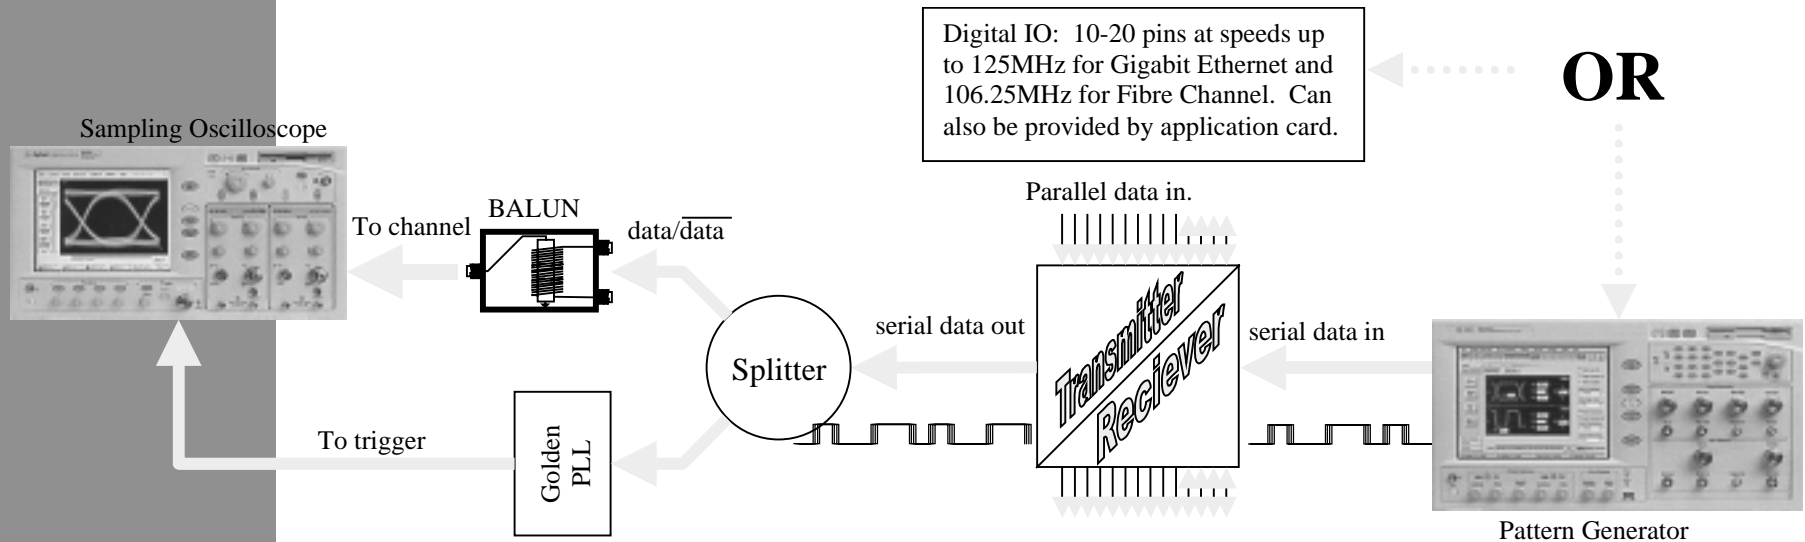 Digital IO:  10-20 pins at speeds up
to 125MHz for Gigabit Ethernet and
106.25MHz for Fibre Channel.  Can
also be provided by application card.
OR
Sampling Oscilloscope
Parallel data in.
BALUN
To channel
data/data
serial data out
Transmitter
Reciever
serial data in
Splitter
To trigger
Golden
PLL
Pattern Generator